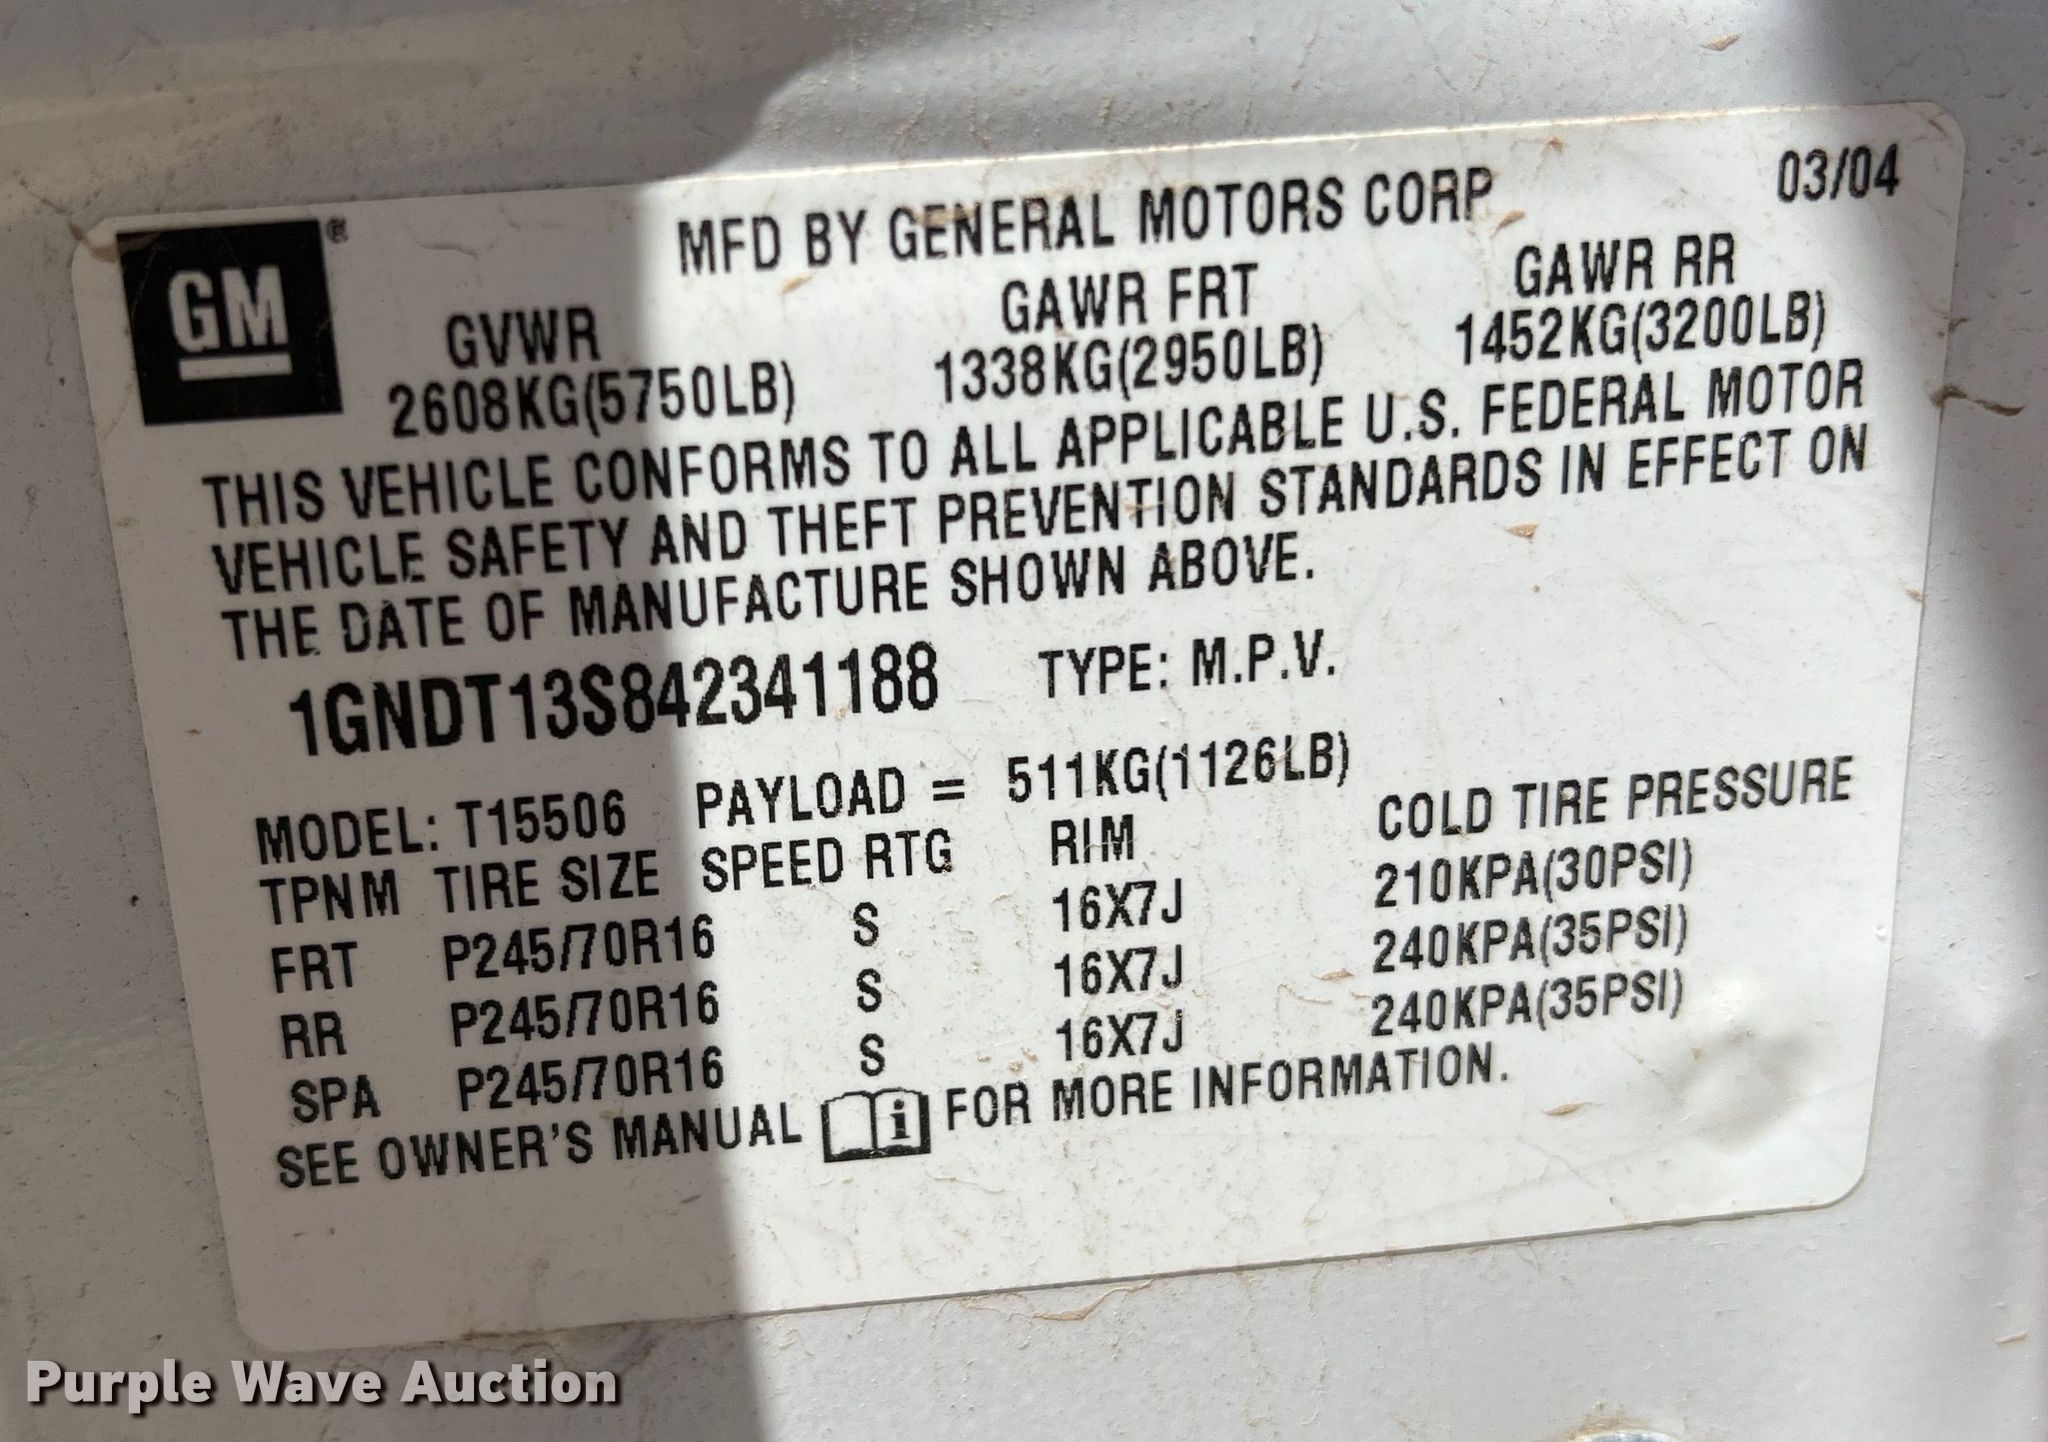 03/04
GM®
MFD BY GENERAL MOTORS CORP
GVWR GAWR FRT GAWR RR
2608KG(5750LB) 1338KG(2950LB) 1452KG(3200LB)
THIS VEHICLE CONFORMS TO ALL APPLICABLE U.S. FEDERAL MOTOR
VEHICLE SAFETY AND THEFT PREVENTION STANDARDS IN EFFECT ON
THE DATE OF MANUFACTURE SHOWN ABOVE.
1GNDT13S842341188 TYPE: M.P.V.
MODEL: T15506 PAYLOAD = 511KG(1126LB)
TPNM TIRE SIZE SPEED RTG RIM COLD TIRE PRESSURE
FRT P245/70R16 S 16X7J 210KPA(30PSI)
RR P245/70R16 S 16X7J 240KPA(35PSI)
SPA P245/70R16 S 16X7J 240KPA(35PSI)
SEE OWNER'S MANUAL i FOR MORE INFORMATION.
Purple Wave Auction